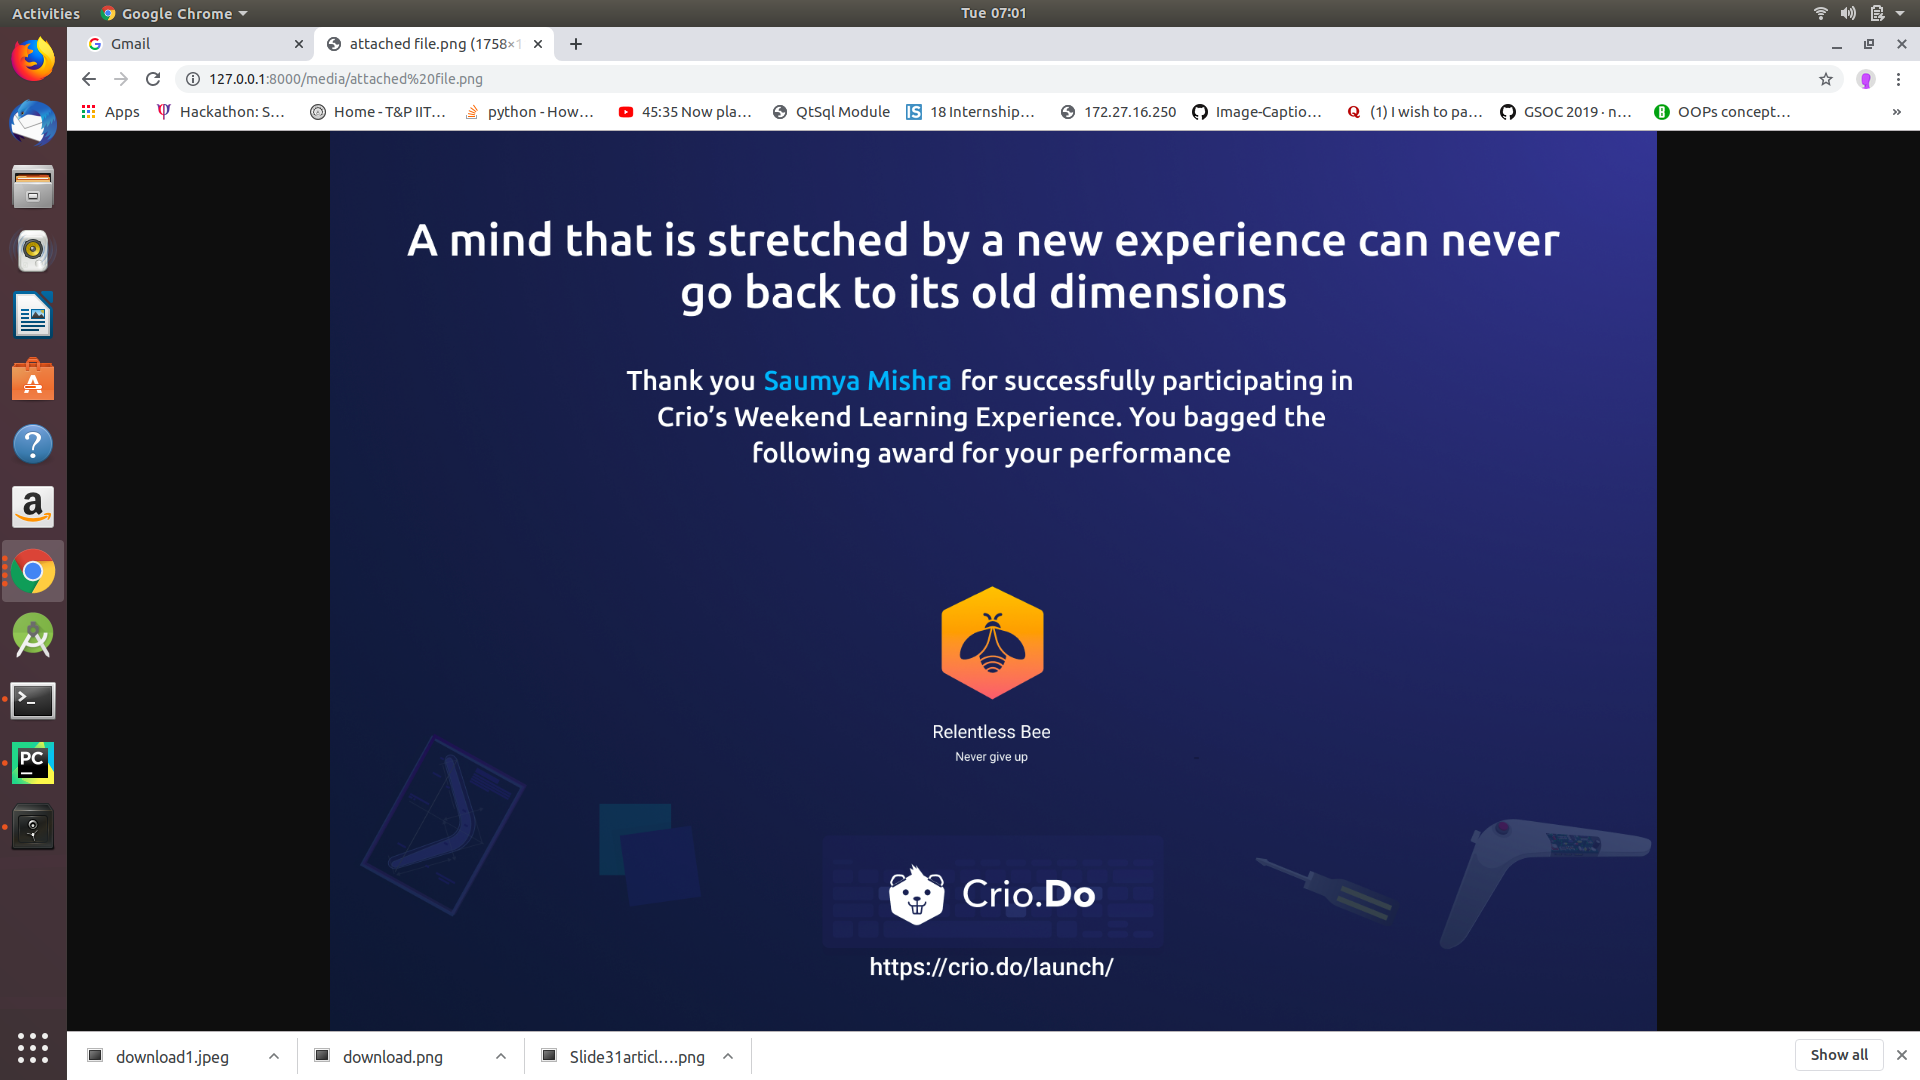 Activities
Google Chrome
Tue 07:01
Gmail
attached file.png (1758×1
127.0.0.1:8000/media/attached%20file.png
Apps
Hackathon: S...
Home - T&P IIT...
python - How...
45:35 Now pla...
QtSql Module
18 Internship...
172.27.16.250
Image-Captio...
(1) I wish to pa...
GSOC 2019 · n...
OOPs concept...
»
A mind that is stretched by a new experience can never
go back to its old dimensions
Thank you Saumya Mishra for successfully participating in
Crio’s Weekend Learning Experience. You bagged the
following award for your performance
Relentless Bee
Never give up
Crio.Do
https://crio.do/launch/
PC
download1.jpeg
download.png
Slide31articl....png
Show all